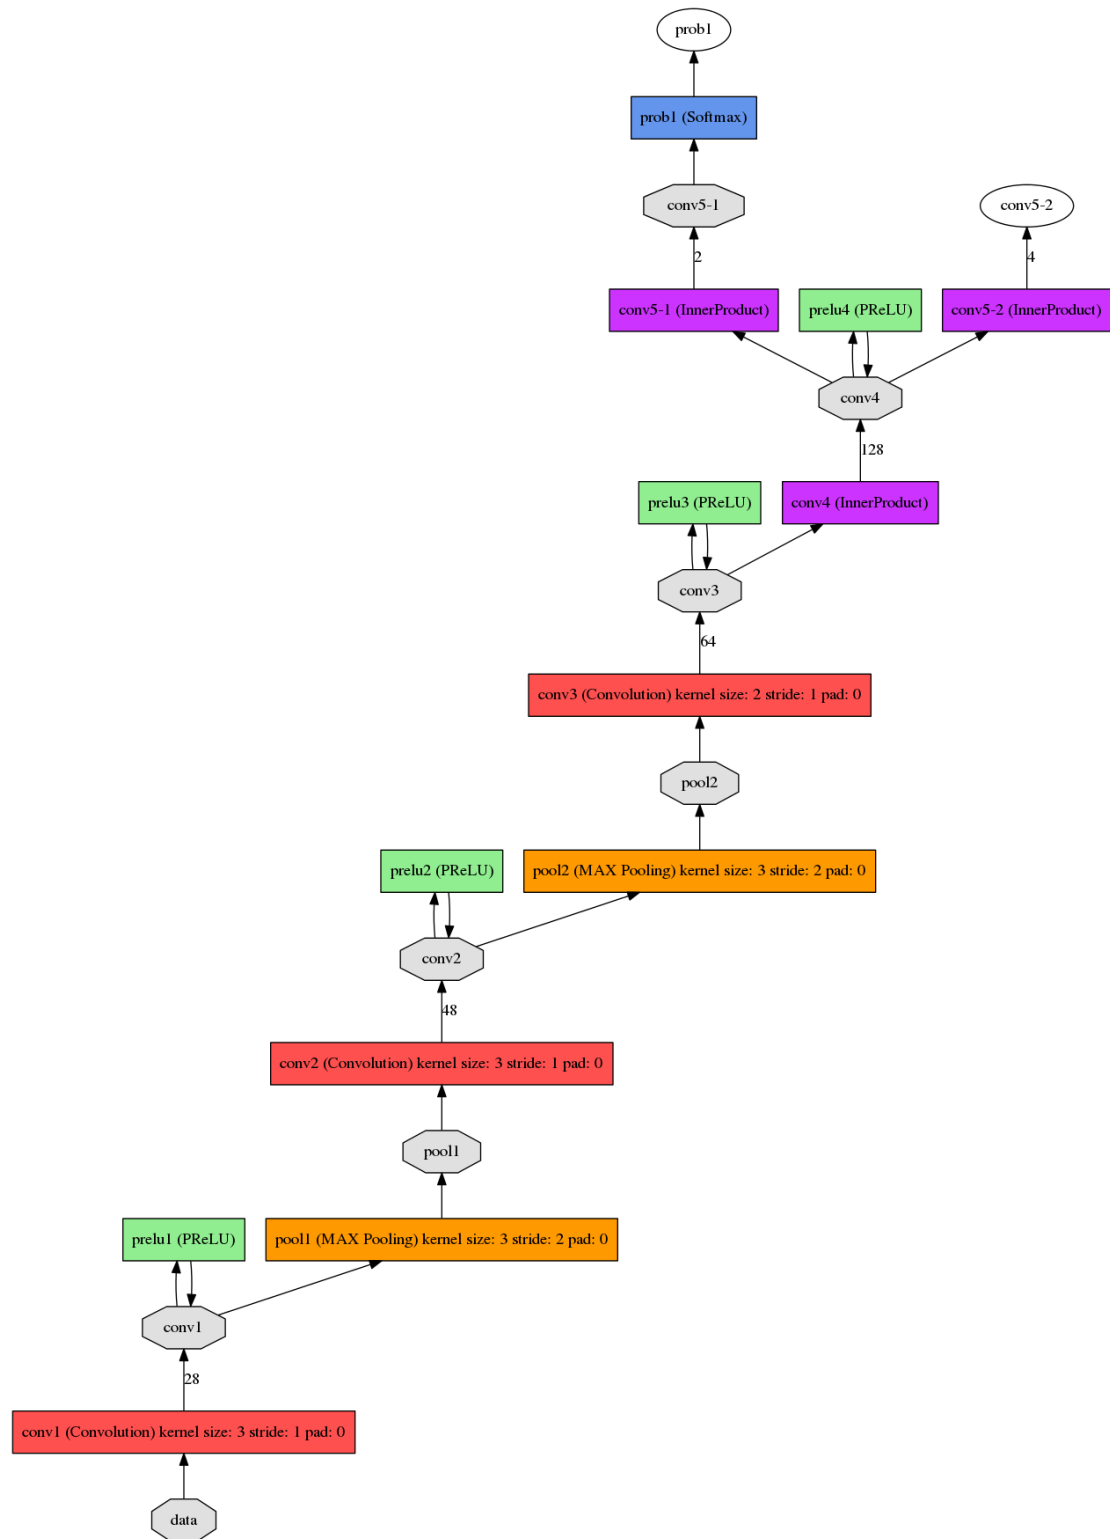 prob1
prob1 (Softmax)
conv5-1
conv5-2
2
4
conv5-1 (InnerProduct)
prelu4 (PReLU)
conv5-2 (InnerProduct)
conv4
128
prelu3 (PReLU)
conv4 (InnerProduct)
conv3
64
conv3 (Convolution) kernel size: 2 stride: 1 pad: 0
pool2
prelu2 (PReLU)
pool2 (MAX Pooling) kernel size: 3 stride: 2 pad: 0
conv2
48
conv2 (Convolution) kernel size: 3 stride: 1 pad: 0
pool1
prelu1 (PReLU)
pool1 (MAX Pooling) kernel size: 3 stride: 2 pad: 0
conv1
28
conv1 (Convolution) kernel size: 3 stride: 1 pad: 0
data